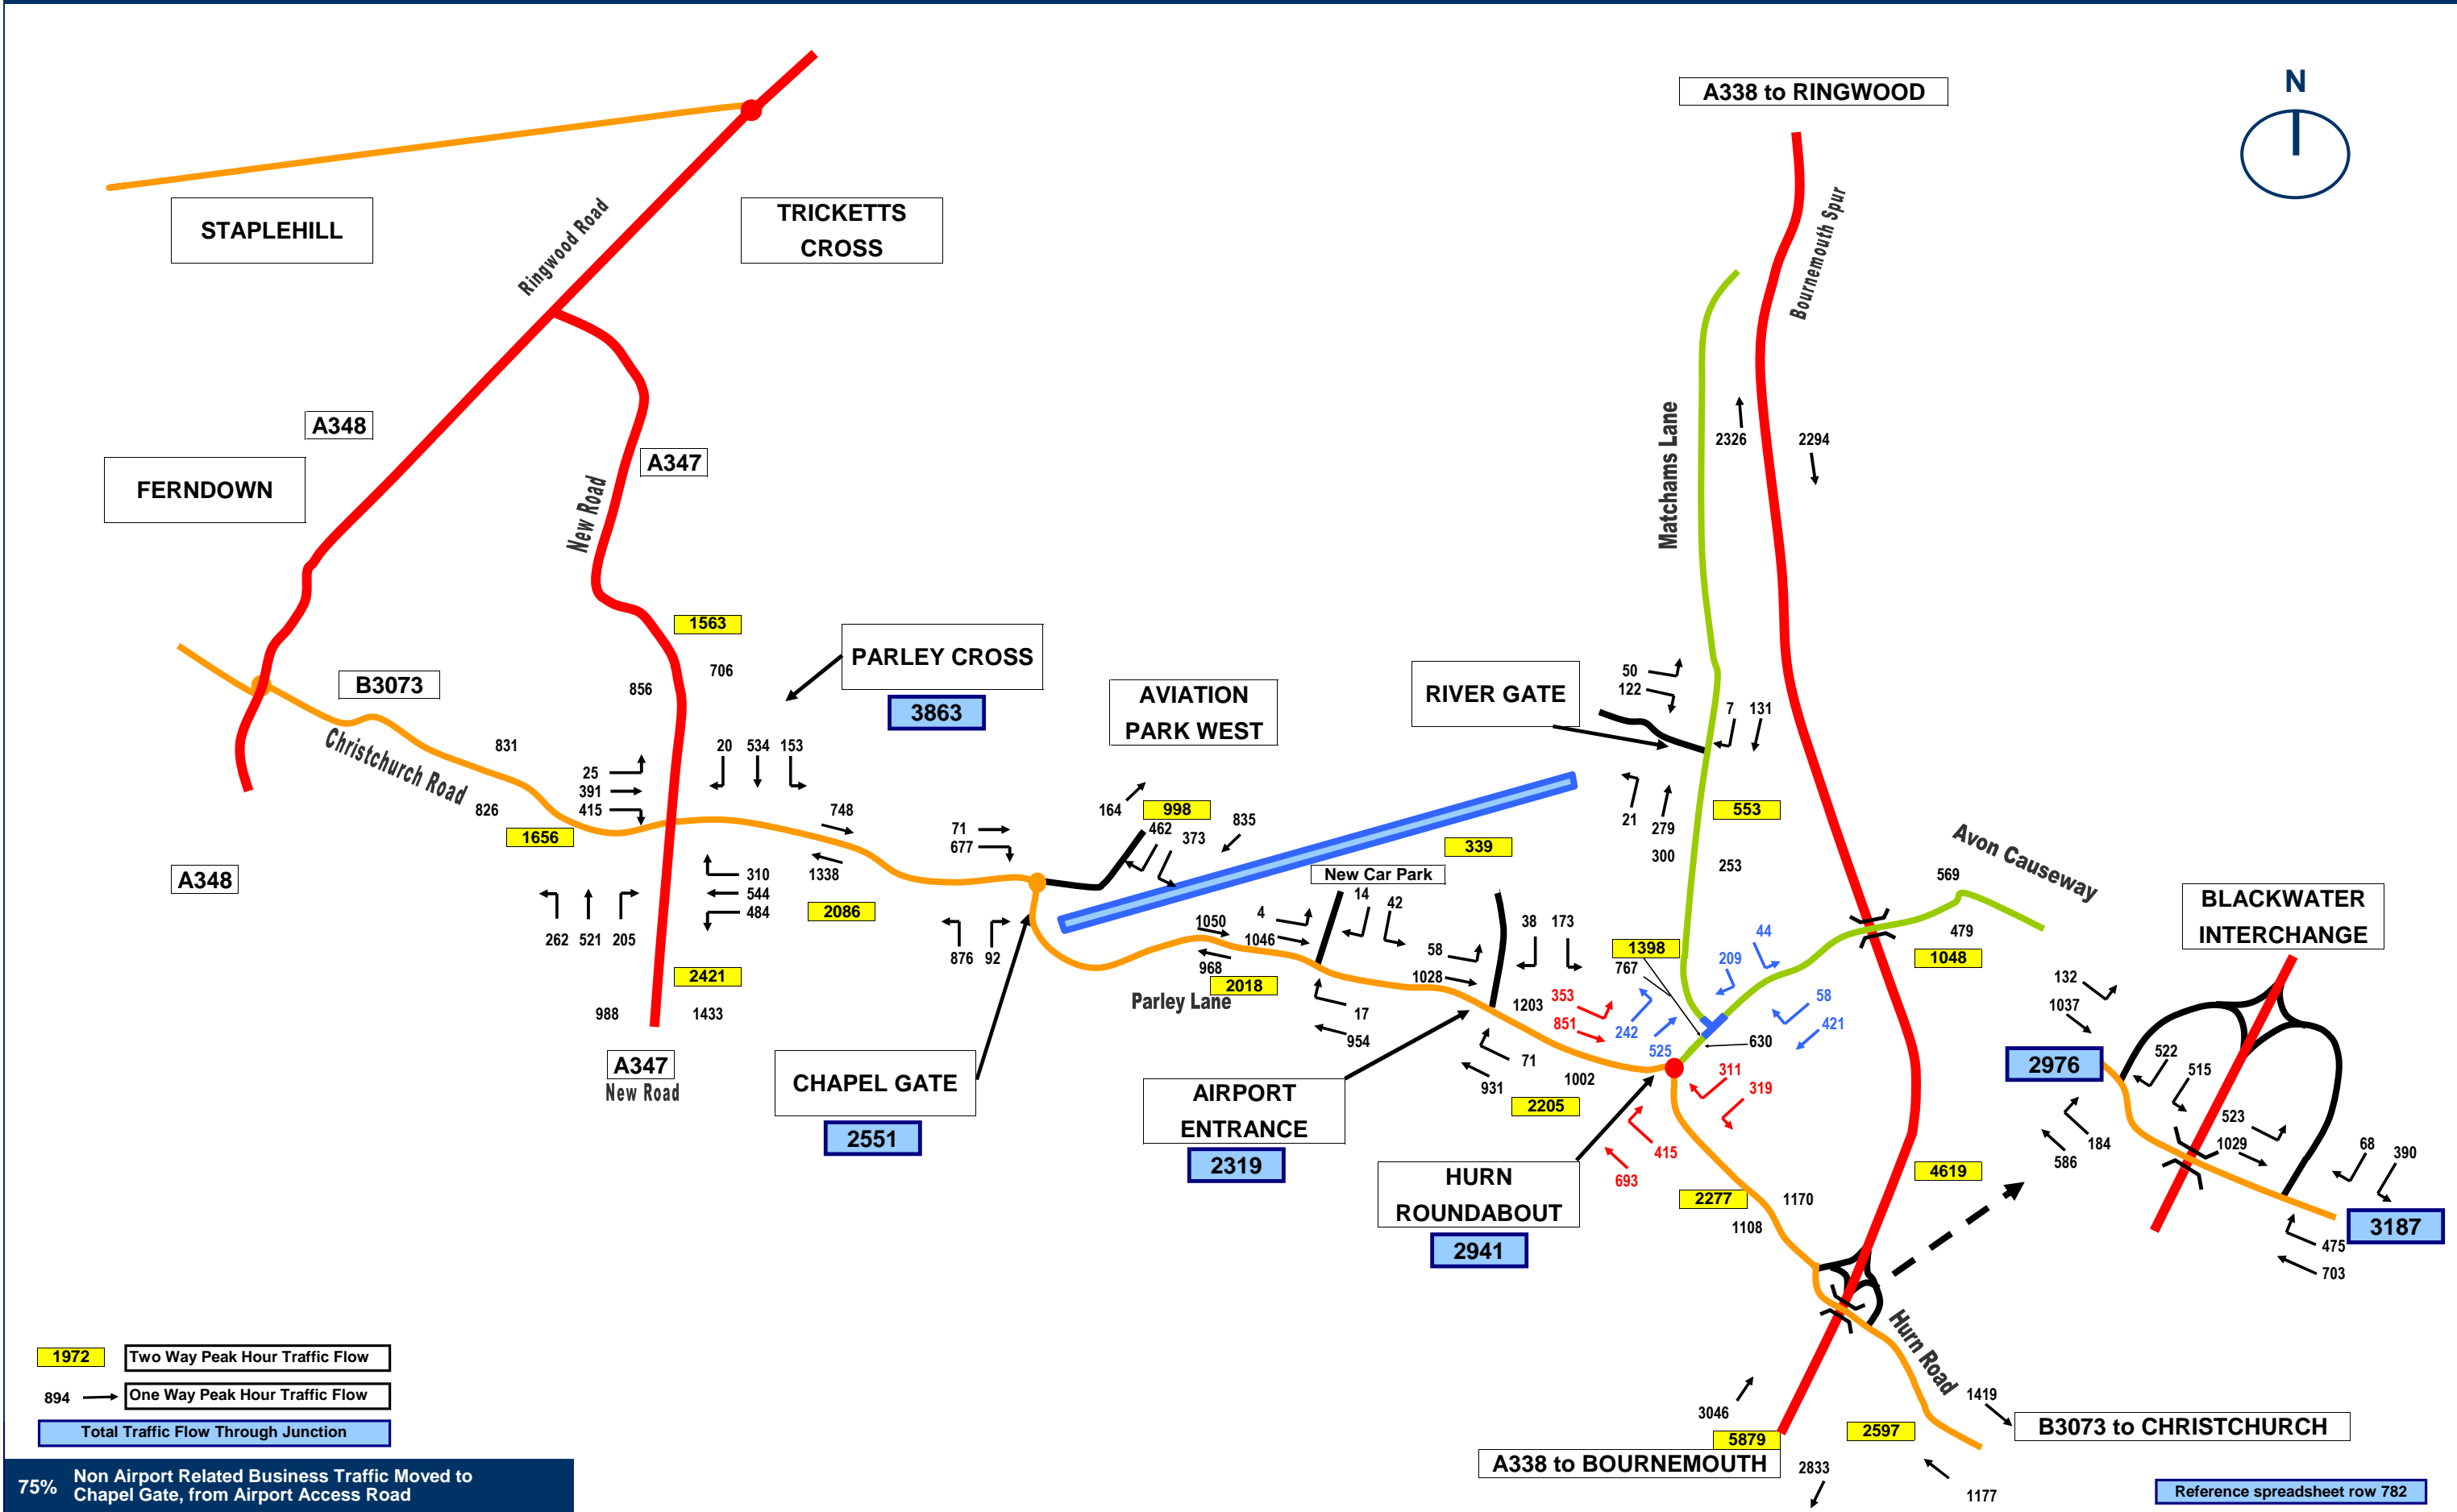 A338 to RINGWOOD
N
STAPLEHILL
TRICKETTS
CROSS
Ringwood Road
Bournemouth Spur
A348
FERNDOWN
A347
New Road
Matchams Lane
2326
2294
1563
706
856
PARLEY CROSS
3863
B3073
Christchurch Road
831
826
1656
25
391
415
20 534 153
748
1338
2086
310
544
484
262 521 205
2421
988
1433
A347
New Road
A348
AVIATION
PARK WEST
164
998
462
373
835
71
677
876 92
CHAPEL GATE
2551
1050
1046
968
2018
Parley Lane
339
New Car Park
4
14
42
17
954
58
1028
38 173
1203
71
931
1002
2205
AIRPORT
ENTRANCE
2319
RIVER GATE
50
122
7 131
21
279
553
300
253
1398
767
209
44
353
851
242
525
58
421
630
311
319
415
693
HURN
ROUNDABOUT
2941
Avon Causeway
569
479
1048
4619
2277
1170
1108
BLACKWATER
INTERCHANGE
132
1037
2976
522
515
523
1029
184
586
68
390
3187
475
703
Hurn Road
1419
B3073 to CHRISTCHURCH
3046
5879
2597
A338 to BOURNEMOUTH
2833
1177
1972 Two Way Peak Hour Traffic Flow
894 One Way Peak Hour Traffic Flow
Total Traffic Flow Through Junction
75% Non Airport Related Business Traffic Moved to
Chapel Gate, from Airport Access Road
Reference spreadsheet row 782